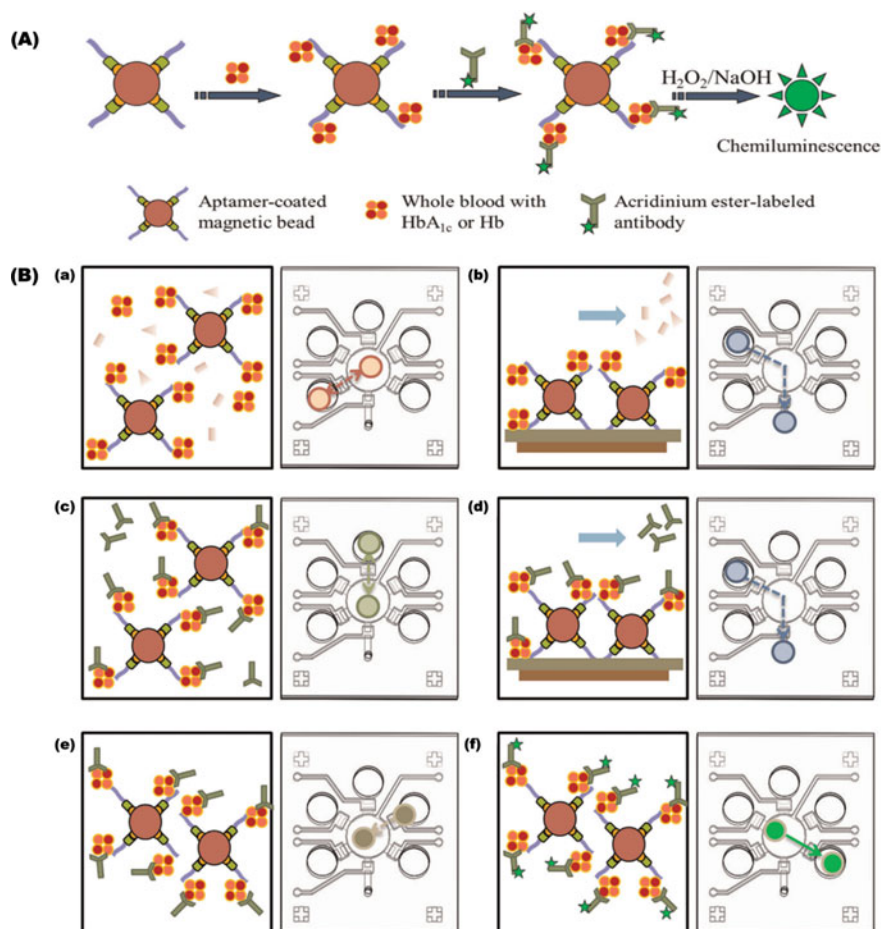 (A)
H₂O₂/NaOH
Chemiluminescence
Aptamer-coated
magnetic bead
Whole blood with
HbA₁c or Hb
Acridinium ester-labeled
antibody
(B)
(a)
(b)
(c)
(d)
(e)
(f)